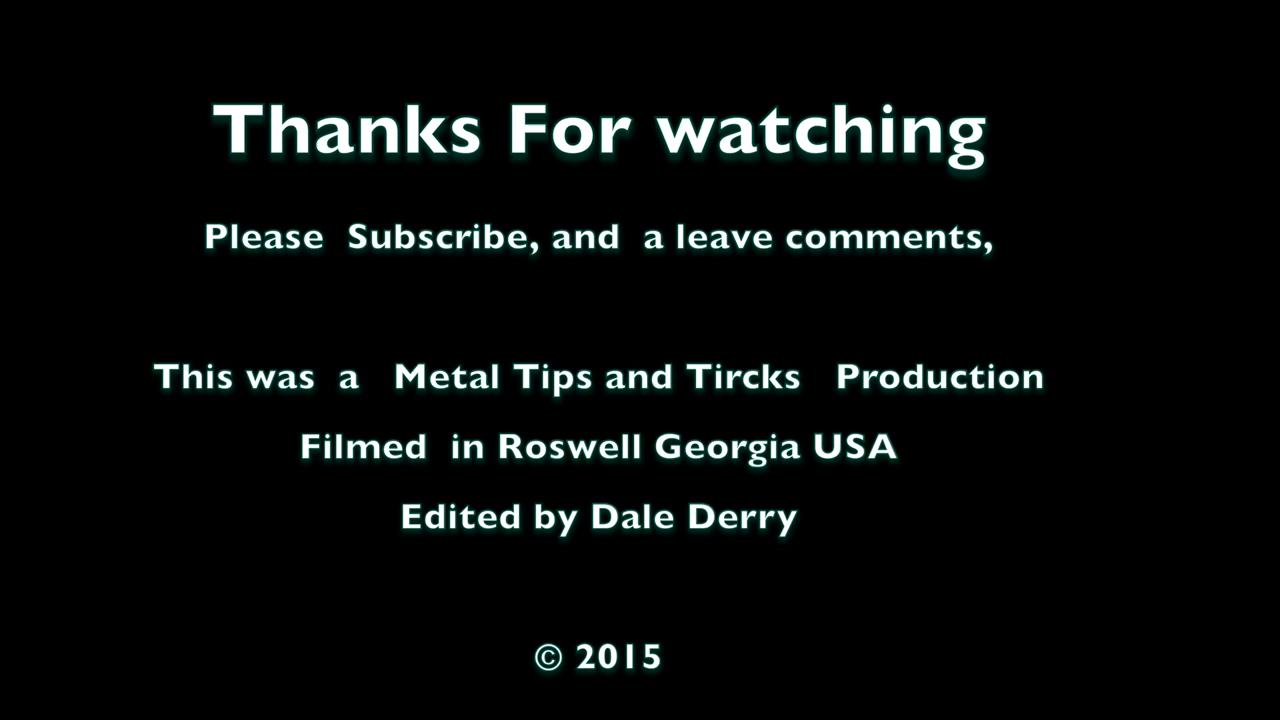 Thanks For watching
Please Subscribe, and a leave comments,
This was a Metal Tips and Tircks Production
Filmed in Roswell Georgia USA
Edited by Dale Derry
© 2015